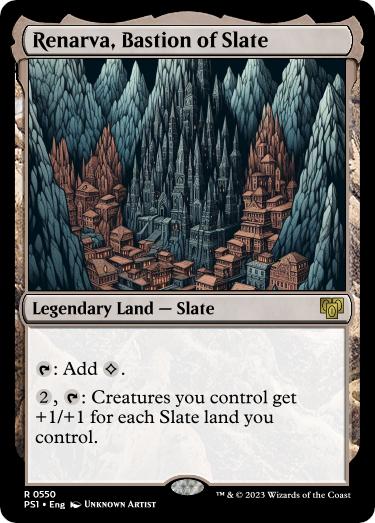 Renarva, Bastion of Slate
Legendary Land — Slate
: Add .
2, : Creatures you control get
+1/+1 for each Slate land you
control.
R 0550
PS1 • Eng Unknown Artist
™ & © 2023 Wizards of the Coast